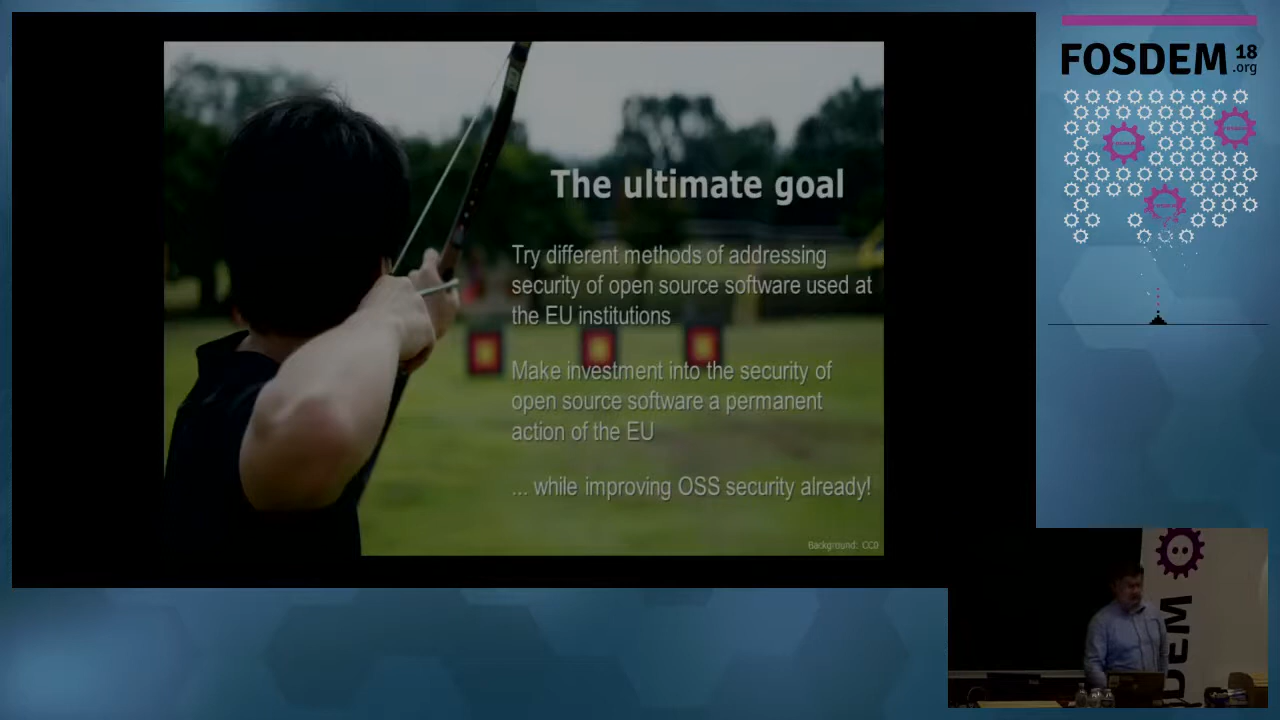 FOSDEM 18
.org
The ultimate goal
Try different methods of addressing
security of open source software used at
the EU institutions
Make investment into the security of
open source software a permanent
action of the EU
... while improving OSS security already!
Background: CC0
DEM